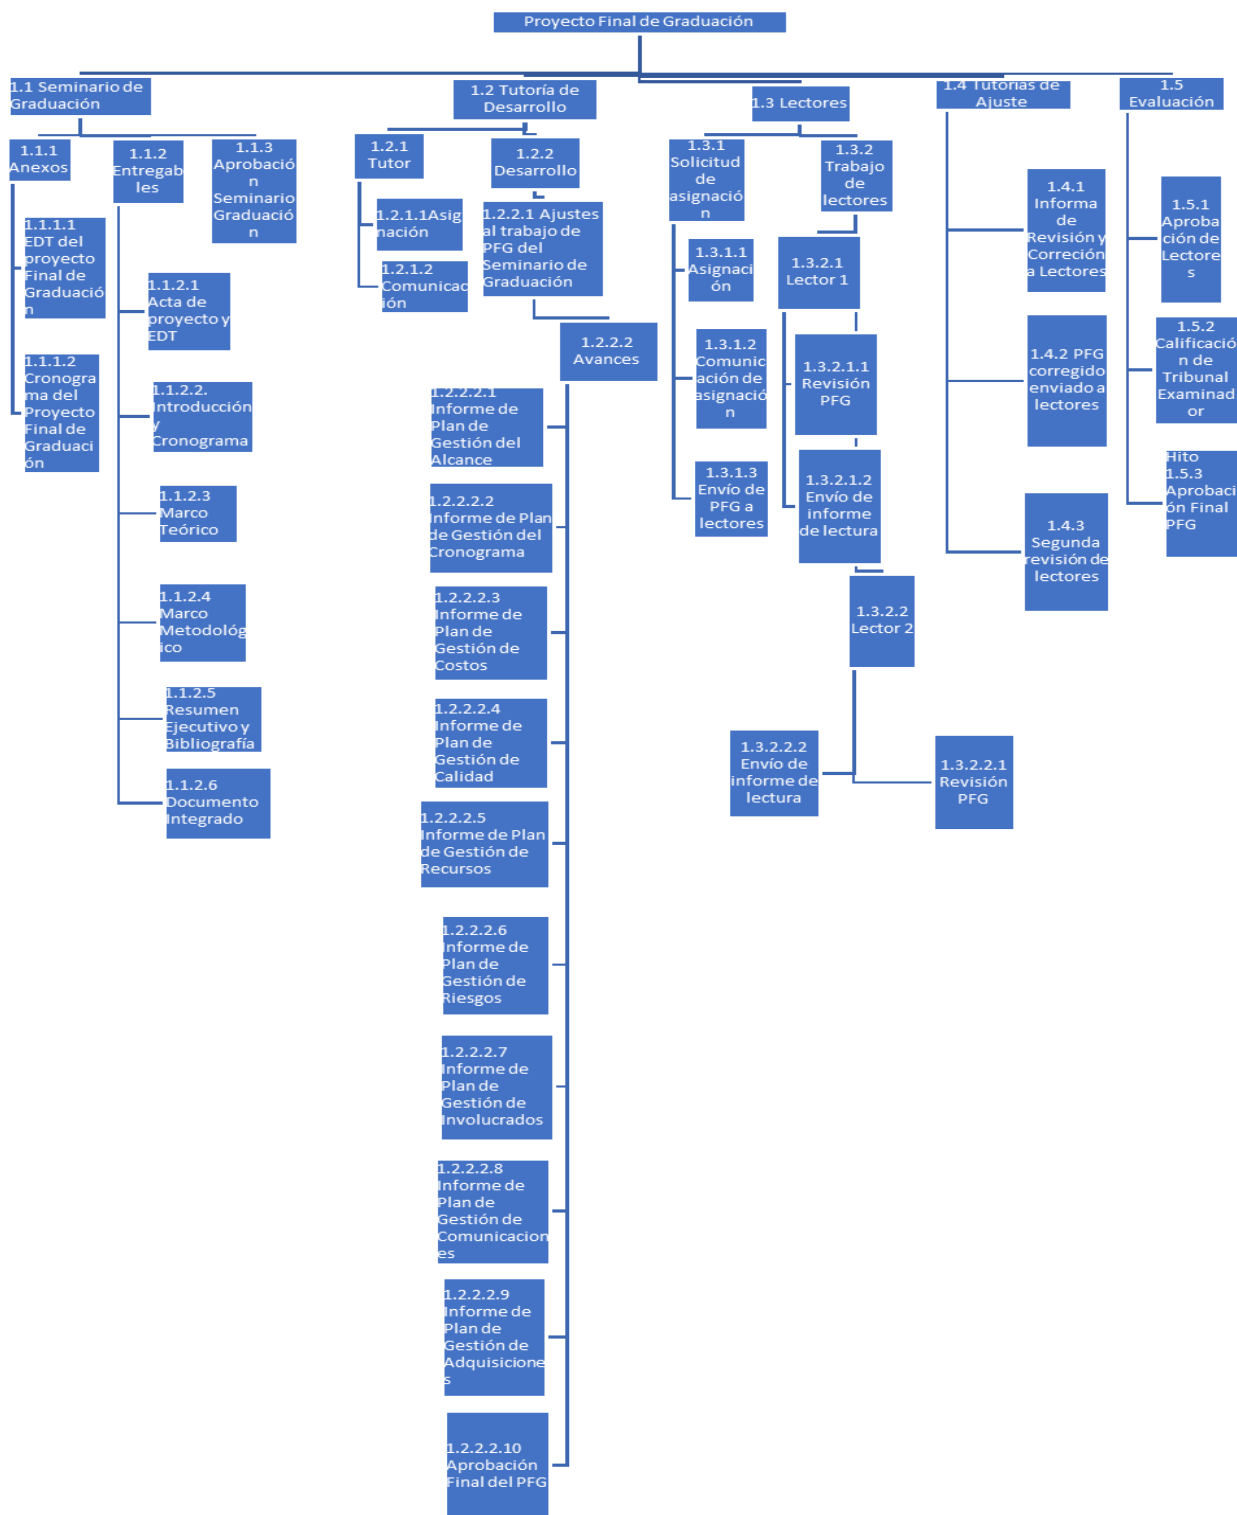 Proyecto Final de Graduación
1.1 Seminario de
Graduación
1.1.1
Anexos
1.1.1.1
EDT del
proyecto
Final de
Graduació
n
1.1.1.2
Cronogra
ma del
Proyecto
Final de
Graduaci
ón
1.1.2
Entregab
les
1.1.2.1
Acta de
proyecto y
EDT
1.1.2.2.
Introducción
y
Cronograma
1.1.2.3
Marco
Teórico
1.1.2.4
Marco
Metodológ
ico
1.1.2.5
Resumen
Ejecutivo y
Bibliografía
1.1.2.6
Documento
Integrado
1.1.3
Aprobació
n
Seminario
Graduació
n
1.2 Tutoría de
Desarrollo
1.2.1
Tutor
1.2.1.1Asig
nación
1.2.1.2
Comunicac
ión
1.2.2
Desarrollo
1.2.2.1 Ajustes
al trabajo de
PFG del
Seminario de
Graduación
1.2.2.2
Avances
1.2.2.2.1
Informe de
Plan de
Gestión del
Alcance
1.2.2.2.2
Informe de Plan
de Gestión del
Cronograma
1.2.2.2.3
Informe de
Plan de
Gestión de
Costos
1.2.2.2.4
Informe de
Plan de
Gestión de
Calidad
1.2.2.2.5
Informe de Plan
de Gestión de
Recursos
1.2.2.2.6
Informe de
Plan de
Gestión de
Riesgos
1.2.2.2.7
Informe de
Plan de
Gestión de
Involucrados
1.2.2.2.8
Informe de
Plan de
Gestión de
Comunicacion
es
1.2.2.2.9
Informe de
Plan de
Gestión de
Adquisicione
s
1.2.2.2.10
Aprobación
Final del PFG
1.3 Lectores
1.3.1
Solicitud
de
asignació
n
1.3.1.1
Asignaci
ón
1.3.1.2
Comunic
ación de
asignació
n
1.3.1.3
Envío de
PFG a
lectores
1.3.2
Trabajo
de
lectores
1.3.2.1
Lector 1
1.3.2.1.1
Revisión
PFG
1.3.2.1.2
Envío de
informe
de lectura
1.3.2.2
Lector 2
1.3.2.2.2
Envío de
informe de
lectura
1.3.2.2.1
Revisión
PFG
1.4 Tutorías de
Ajuste
1.4.1
Informa
de
Revisión y
Correción
a Lectores
1.4.2 PFG
corregido
enviado a
lectores
1.4.3
Segunda
revisión de
lectores
1.5
Evaluación
1.5.1
Aprobaci
ón de
Lectore
s
1.5.2
Calificació
n de
Tribunal
Examinad
or
Hito
1.5.3
Aprobaci
ón Final
PFG